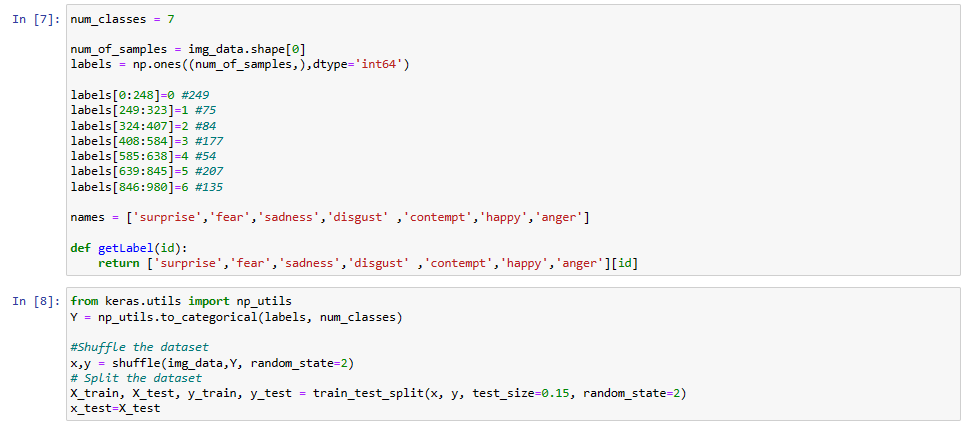 In [7]: num_classes = 7
num_of_samples = img_data.shape[0]
labels = np.ones((num_of_samples,),dtype='int64')
labels[0:248]=0 #249
labels[249:323]=1 #75
labels[324:407]=2 #84
labels[408:584]=3 #177
labels[585:638]=4 #54
labels[639:845]=5 #207
labels[846:980]=6 #135
names = ['surprise','fear','sadness','disgust' ,'contempt','happy','anger']
def getLabel(id):
    return ['surprise','fear','sadness','disgust' ,'contempt','happy','anger'][id]
In [8]: from keras.utils import np_utils
Y = np_utils.to_categorical(labels, num_classes)
#Shuffle the dataset
x,y = shuffle(img_data,Y, random_state=2)
# Split the dataset
X_train, X_test, y_train, y_test = train_test_split(x, y, test_size=0.15, random_state=2)
x_test=X_test